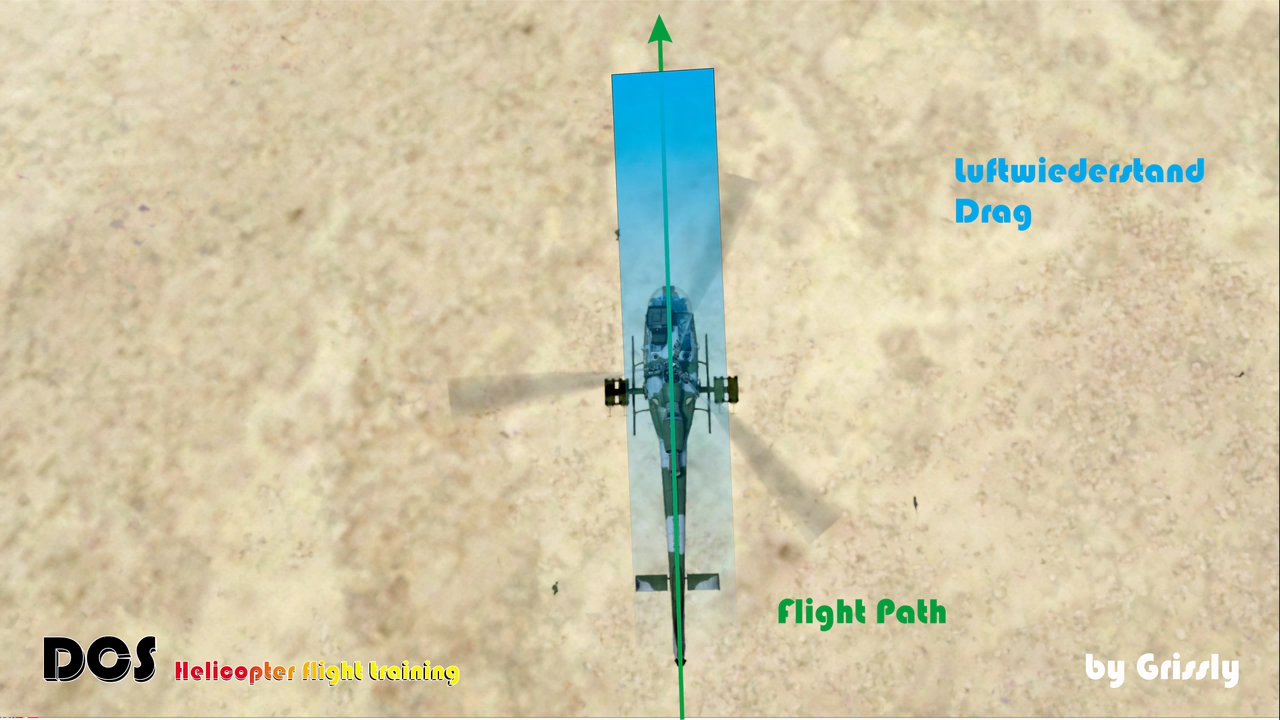 Luftwiederstand
Drag
Flight Path
DCS Helicopter flight training
by Grissly